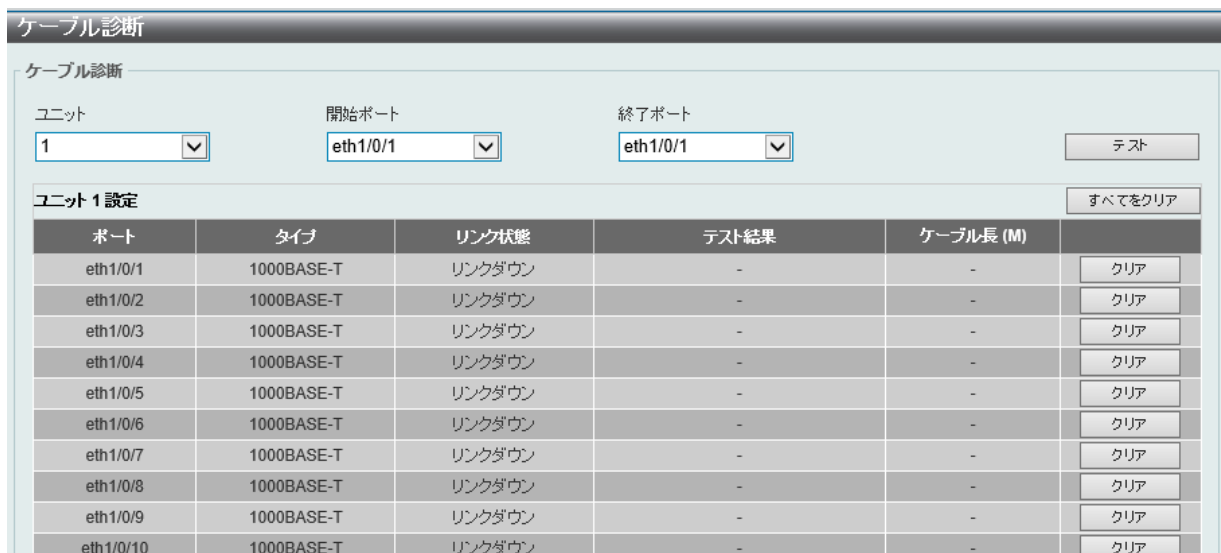 ケーブル診断
ケーブル診断
ユニット 開始ポート 終了ポート
1 eth1/0/1 eth1/0/1 テスト
ユニット 1 設定 すべてをクリア
ポート タイプ リンク状態 テスト結果 ケーブル長 (M)
eth1/0/1 1000BASE-T リンクダウン - - クリア
eth1/0/2 1000BASE-T リンクダウン - - クリア
eth1/0/3 1000BASE-T リンクダウン - - クリア
eth1/0/4 1000BASE-T リンクダウン - - クリア
eth1/0/5 1000BASE-T リンクダウン - - クリア
eth1/0/6 1000BASE-T リンクダウン - - クリア
eth1/0/7 1000BASE-T リンクダウン - - クリア
eth1/0/8 1000BASE-T リンクダウン - - クリア
eth1/0/9 1000BASE-T リンクダウン - - クリア
eth1/0/10 1000BASE-T リンクダウン - - クリア